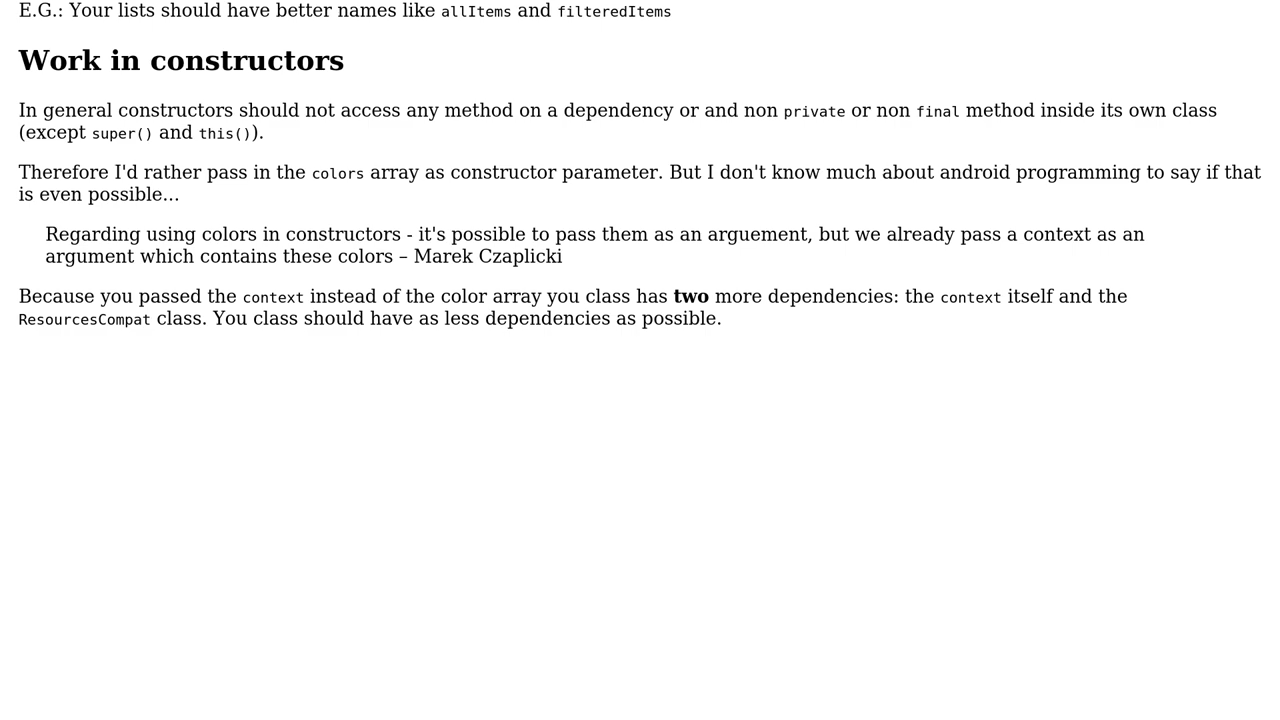 E.G.: Your lists should have better names like allItems and filteredItems
Work in constructors
In general constructors should not access any method on a dependency or and non private or non final method inside its own class
(except super() and this()).
Therefore I'd rather pass in the colors array as constructor parameter. But I don't know much about android programming to say if that
is even possible...
Regarding using colors in constructors - it's possible to pass them as an arguement, but we already pass a context as an
argument which contains these colors – Marek Czaplicki
Because you passed the context instead of the color array you class has two more dependencies: the context itself and the
ResourcesCompat class. You class should have as less dependencies as possible.